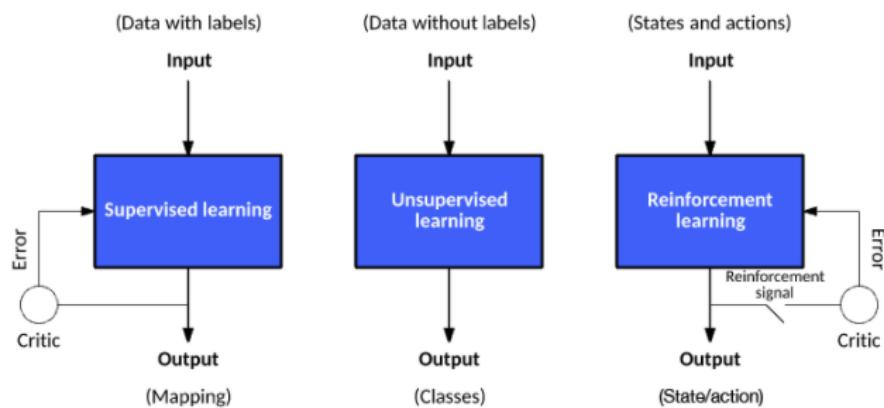 (Data with labels)
Input
Supervised learning
Error
Critic
Output
(Mapping)
(Data without labels)
Input
Unsupervised
learning
Output
(Classes)
(States and actions)
Input
Reinforcement
learning
Error
Reinforcement
signal
Critic
Output
(State/action)